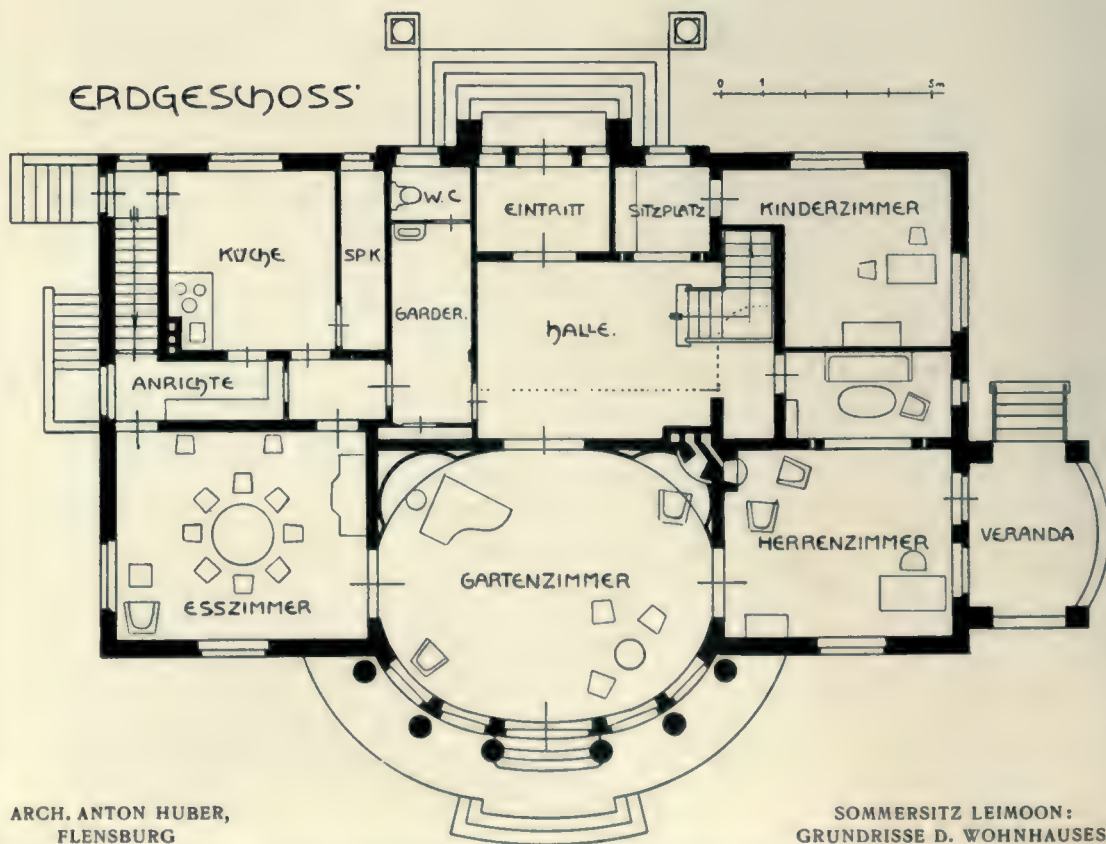 ERDGESCHOSS
0 1 5m
W.C
EINTRITT
SITZPLATZ
KINDERZIMMER
KÜCHE
SPK
GARDER.
HALLE.
ANRICHTE
ESSZIMMER
GARTENZIMMER
HERRENZIMMER
VERANDA
ARCH. ANTON HUBER,
FLENSBURG
SOMMERSITZ LEIMOON:
GRUNDRISSE D. WOHNHAUSES